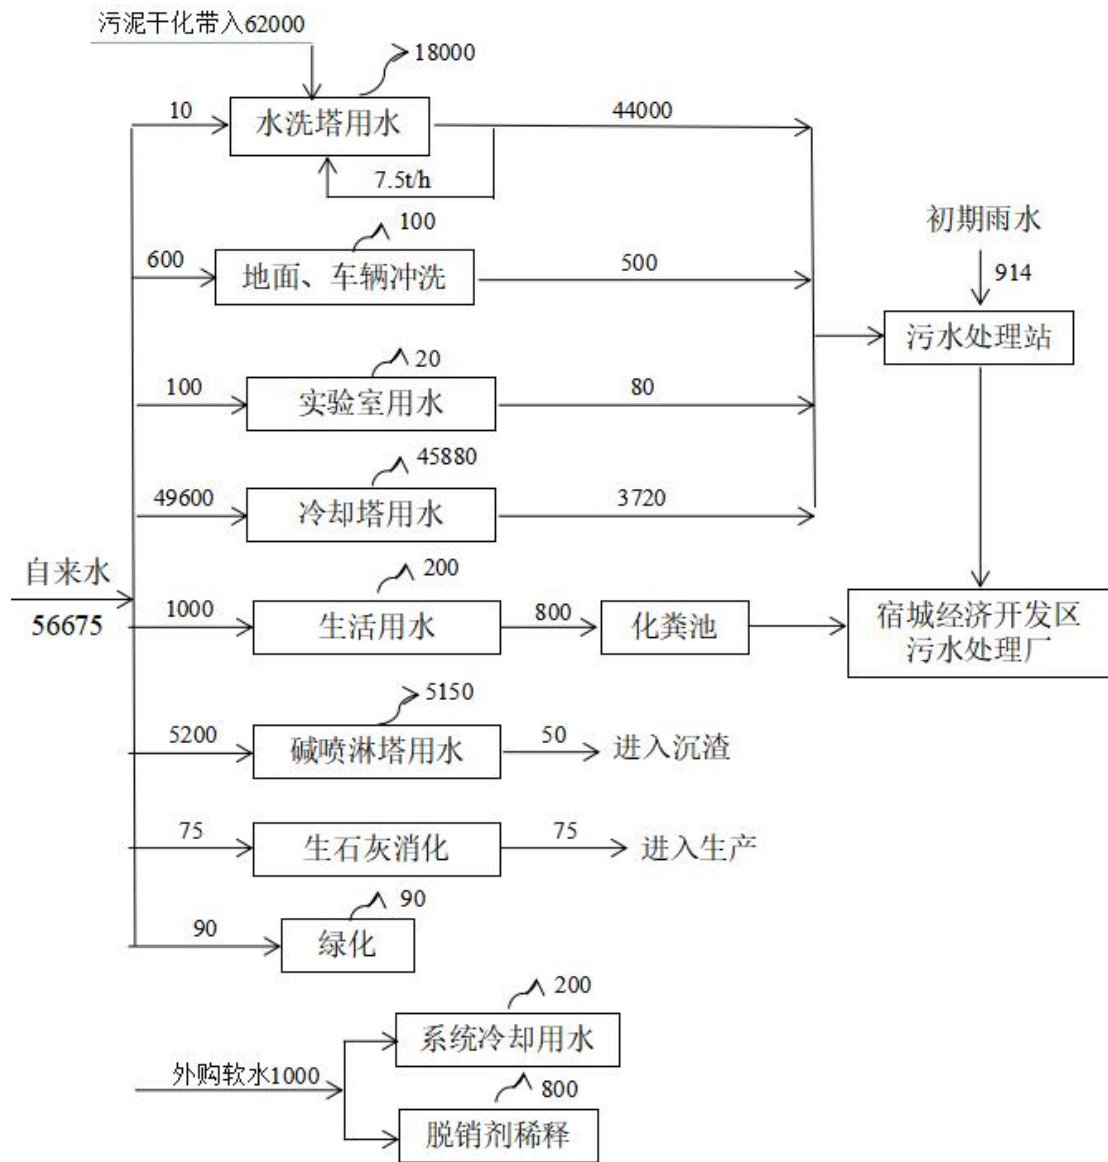 污泥干化带入62000
18000
10
水洗塔用水
44000
7.5t/h
100
600
地面、车辆冲洗
500
初期雨水
914
污水处理站
20
100
实验室用水
80
45880
49600
冷却塔用水
3720
自来水
56675
200
1000
生活用水
800
化粪池
宿城经济开发区
污水处理厂
5150
5200
碱喷淋塔用水
50
进入沉渣
75
生石灰消化
75
进入生产
90
90
绿化
200
系统冷却用水
外购软水1000
800
脱销剂稀释